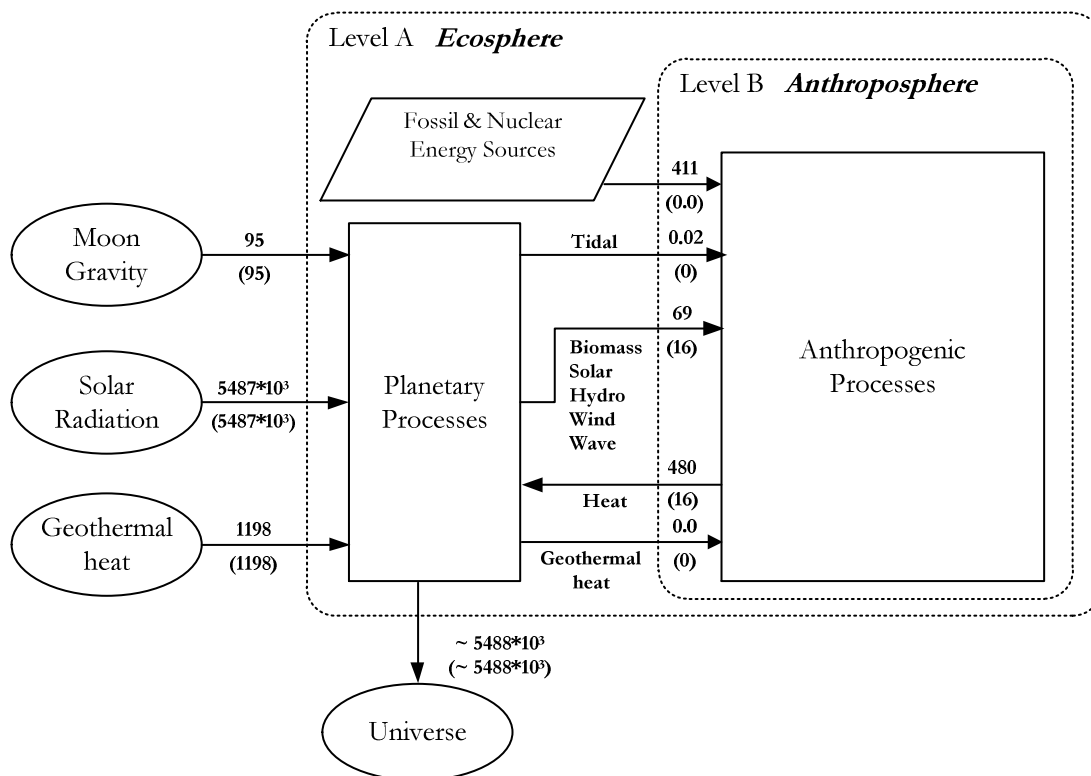 Level A Ecosphere
Level B Anthroposphere
Fossil & Nuclear
Energy Sources
411
(0.0)
Moon
Gravity
95
(95)
Tidal
0.02
(0)
69
(16)
Biomass
Solar
Hydro
Wind
Wave
Anthropogenic
Processes
Solar
Radiation
5487*10³
(5487*10³)
Planetary
Processes
480
Heat
(16)
Geothermal
heat
1198
(1198)
0.0
(0)
Geothermal
heat
~ 5488*10³
(~ 5488*10³)
Universe